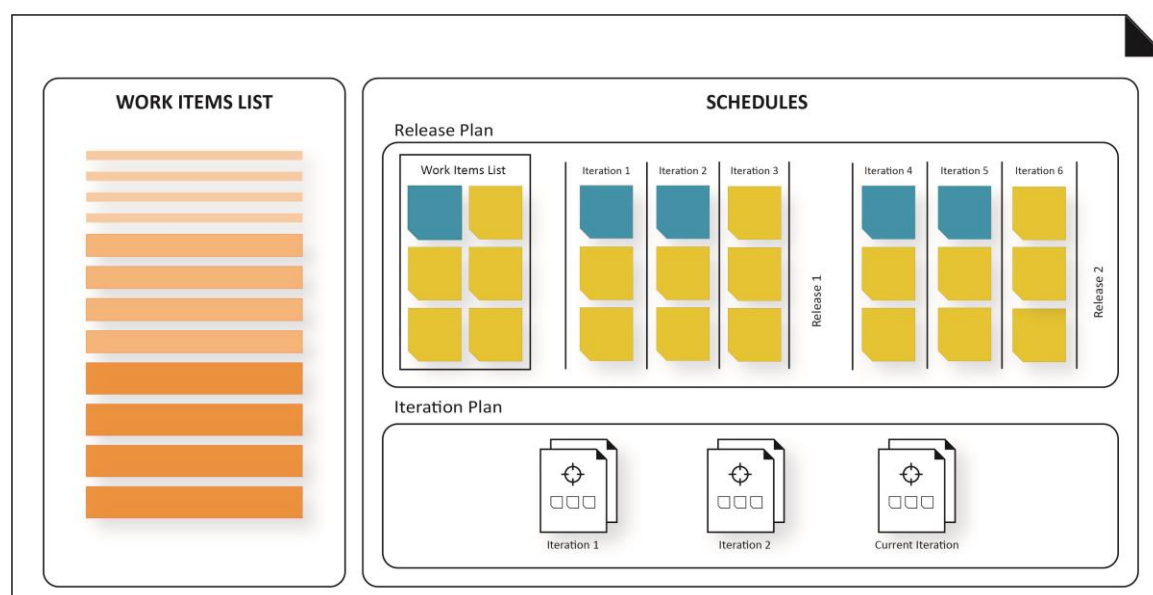 WORK ITEMS LIST
SCHEDULES
Release Plan
Work Items List
Iteration 1
Iteration 2
Iteration 3
Release 1
Iteration 4
Iteration 5
Iteration 6
Release 2
Iteration Plan
Iteration 1
Iteration 2
Current Iteration